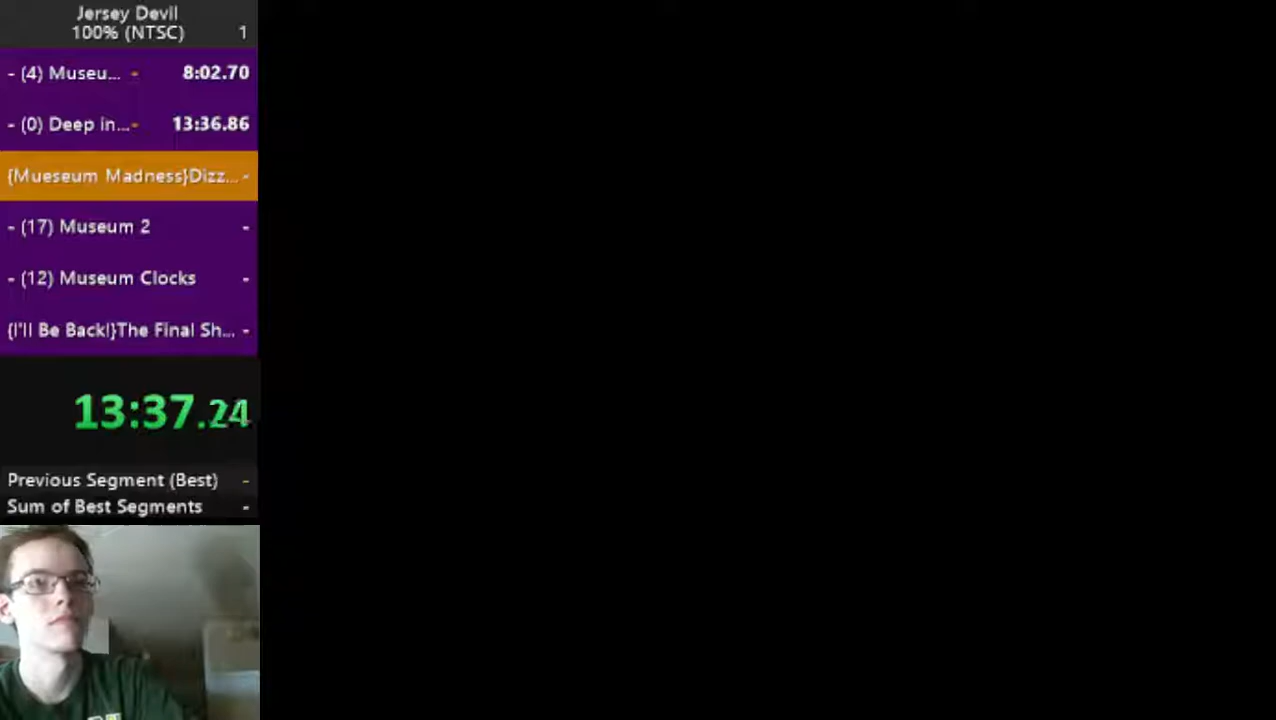 Jersey Devil
100% (NTSC) 1
- (4) Museu... - 8:02.70
- (0) Deep in...- 13:36.86
{Mueseum Madness}Dizz... -
- (17) Museum 2 -
- (12) Museum Clocks -
{I'll Be Back!}The Final Sh... -
13:37.24
Previous Segment (Best) -
Sum of Best Segments -